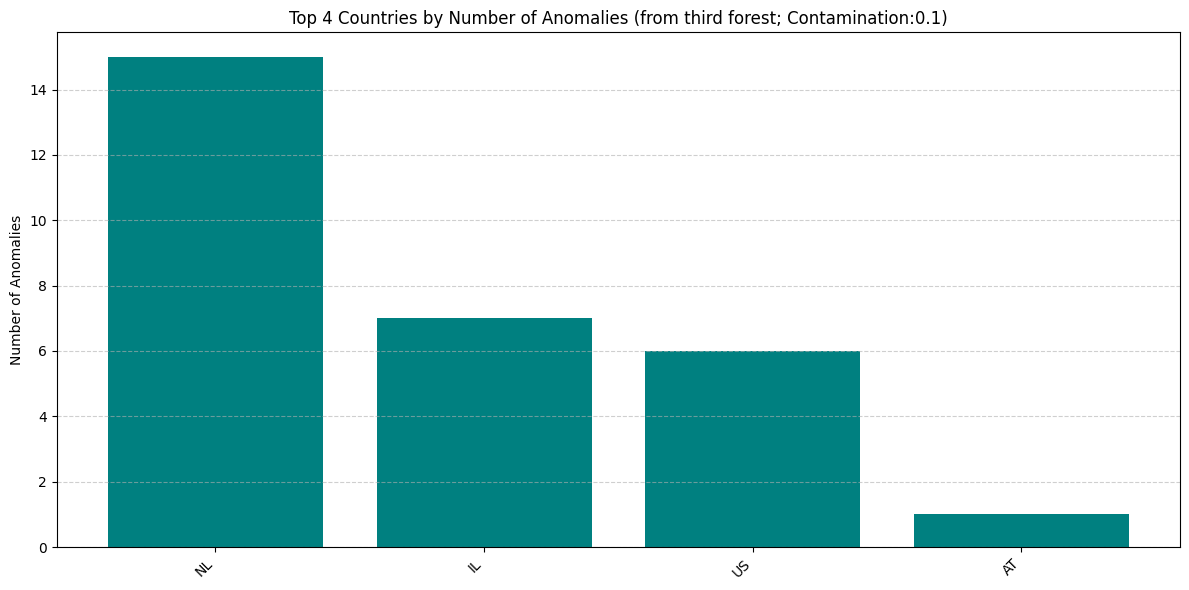 Top 4 Countries by Number of Anomalies (from third forest; Contamination:0.1)
Number of Anomalies
14
12
10
8
6
4
2
0
NL
IL
US
AT